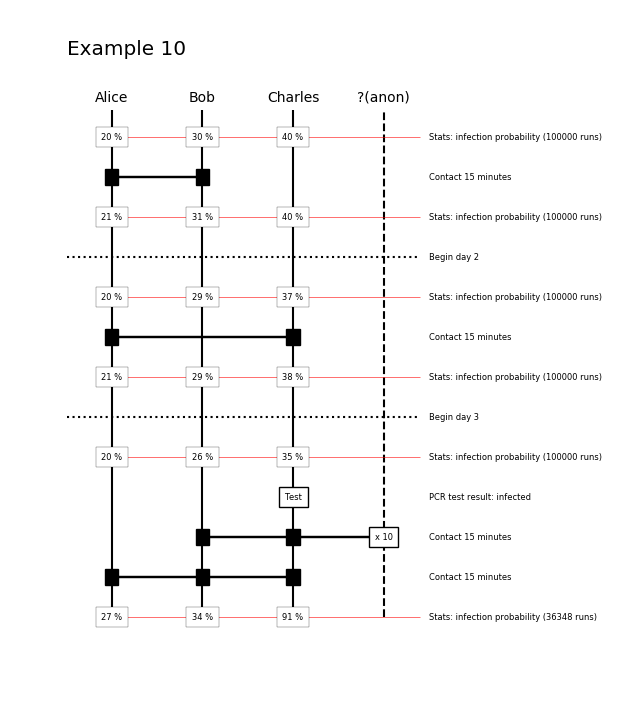 Example 10
Alice Bob Charles ?(anon)
20 % 30 % 40 % Stats: infection probability (100000 runs)
Contact 15 minutes
21 % 31 % 40 % Stats: infection probability (100000 runs)
Begin day 2
20 % 29 % 37 % Stats: infection probability (100000 runs)
Contact 15 minutes
21 % 29 % 38 % Stats: infection probability (100000 runs)
Begin day 3
20 % 26 % 35 % Stats: infection probability (100000 runs)
Test PCR test result: infected
x 10 Contact 15 minutes
Contact 15 minutes
27 % 34 % 91 % Stats: infection probability (36348 runs)